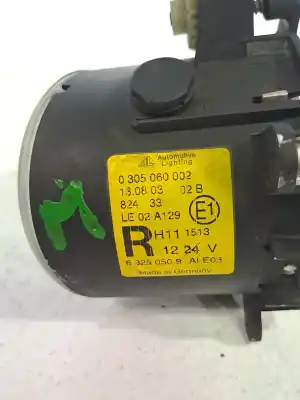 AL Automotive
Lighting
0 305 060 002
13.08.03 02 B
824 33
LE 02 A129
E1
R H11 1513
12 24 V
6 325 050.9 AI-E03
Made in Germany